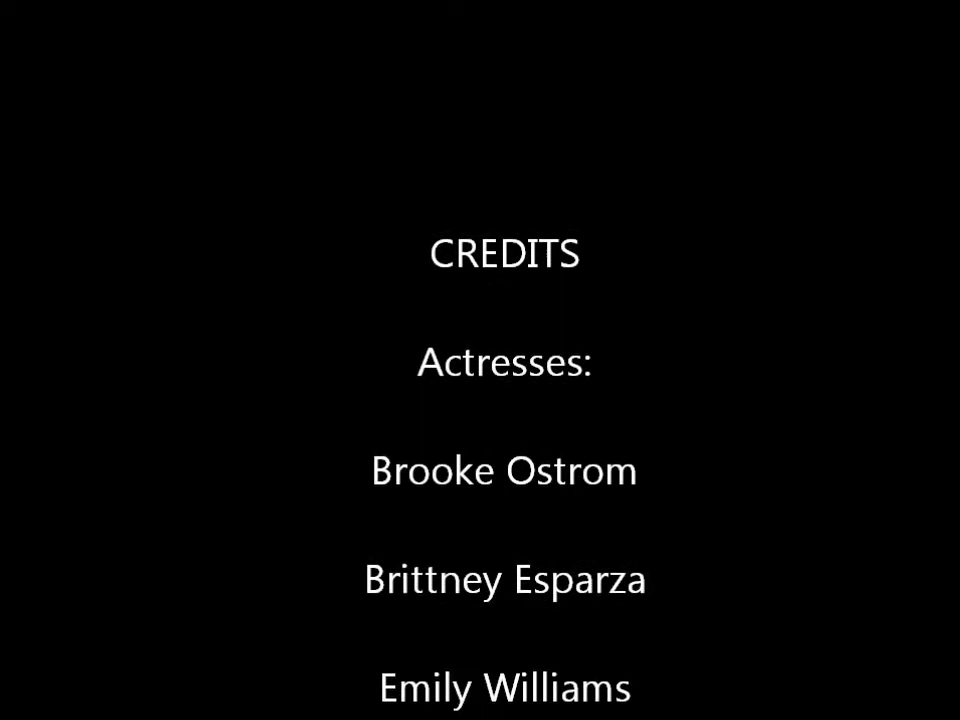 CREDITS
Actresses:
Brooke Ostrom
Brittney Esparza
Emily Williams